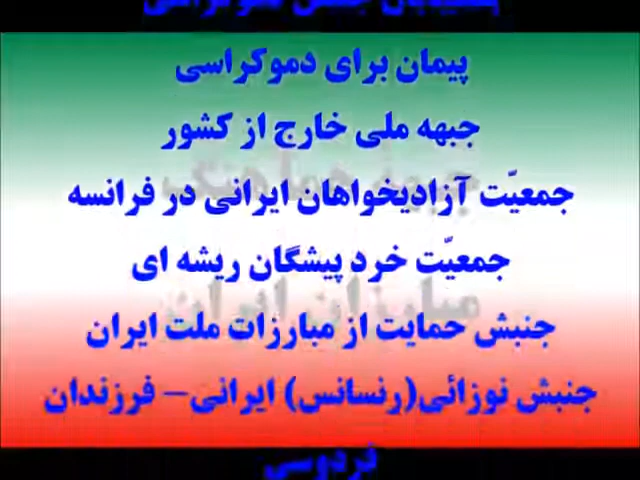 پیمان برای دموکراسی
جبهه ملی خارج از کشور
جمعیّت آزادیخواهان ایرانی در فرانسه
جمعیّت خرد پیشگان ریشه ای
جنبش حمایت از مبارزات ملت ایران
جنبش نوزائی(رنسانس) ایرانی- فرزندان
فردوسی